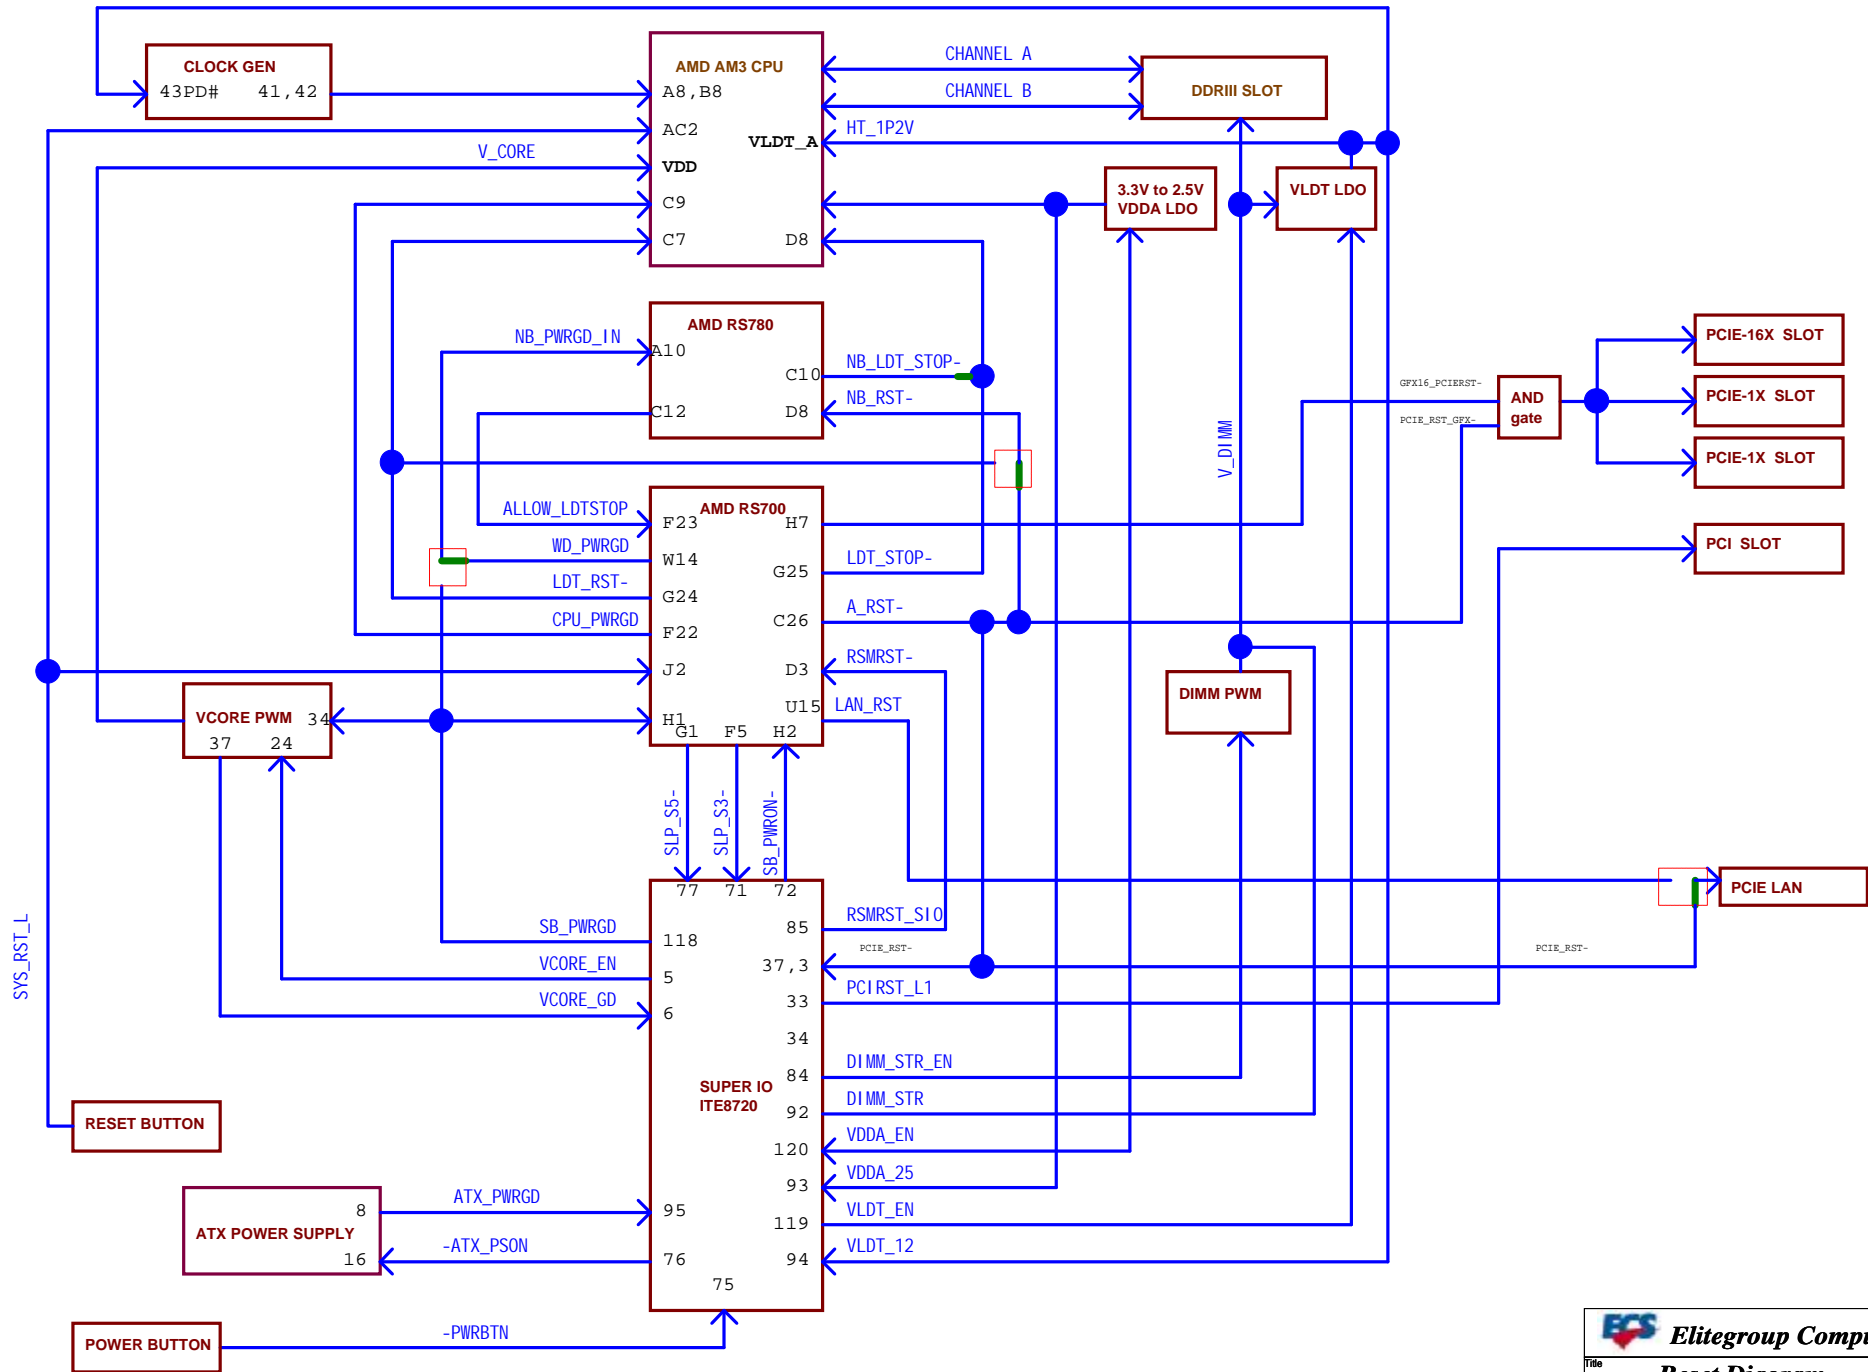 CLOCK GEN
43PD# 41,42
AMD AM3 CPU
A8,B8
AC2
VLDT_A
VDD
C9
C7 D8
CHANNEL A
CHANNEL B
HT_1P2V
DDRIII SLOT
V_CORE
3.3V to 2.5V
VDDA LDO
VLDT LDO
AMD RS780
NB_PWRGD_IN
A10
C10
NB_LDT_STOP-
NB_RST-
C12 D8
V_DIMM
GFX16_PCIERST-
PCIE_RST_GFX-
AND
gate
PCIE-16X SLOT
PCIE-1X SLOT
PCIE-1X SLOT
PCI SLOT
AMD RS700
ALLOW_LDTSTOP
F23 H7
WD_PWRGD
W14
LDT_STOP-
G25
LDT_RST-
G24
A_RST-
C26
CPU_PWRGD
F22
RSMRST-
J2 D3
LAN_RST
U15
H1
G1 F5 H2
VCORE PWM 34
37 24
DIMM PWM
SLP_S5-
SLP_S3-
SB_PWRON-
77 71 72
PCIE LAN
SYS_RST_L
SB_PWRGD
118
RSMRST_SIO
85
VCORE_EN
5
PCIE_RST-
37,3
PCIE_RST-
VCORE_GD
6
PCIRST_L1
33
34
DIMM_STR_EN
84
SUPER IO
ITE8720
DIMM_STR
92
VDDA_EN
120
VDDA_25
93
VLDT_EN
119
VLDT_12
94
RESET BUTTON
ATX POWER SUPPLY
8
16
ATX_PWRGD
95
-ATX_PSON
76
75
POWER BUTTON
-PWRBTN
ECS Elitegroup Compu
Title
Reset Diagram